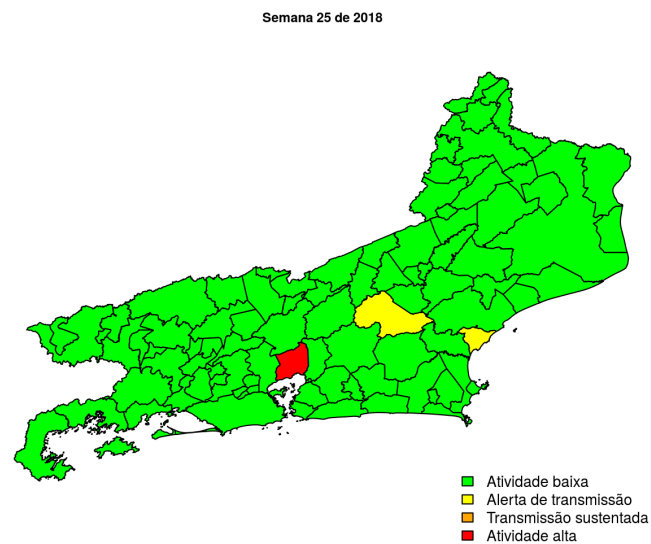 Semana 25 de 2018
Atividade baixa
Alerta de transmissão
Transmissão sustentada
Atividade alta